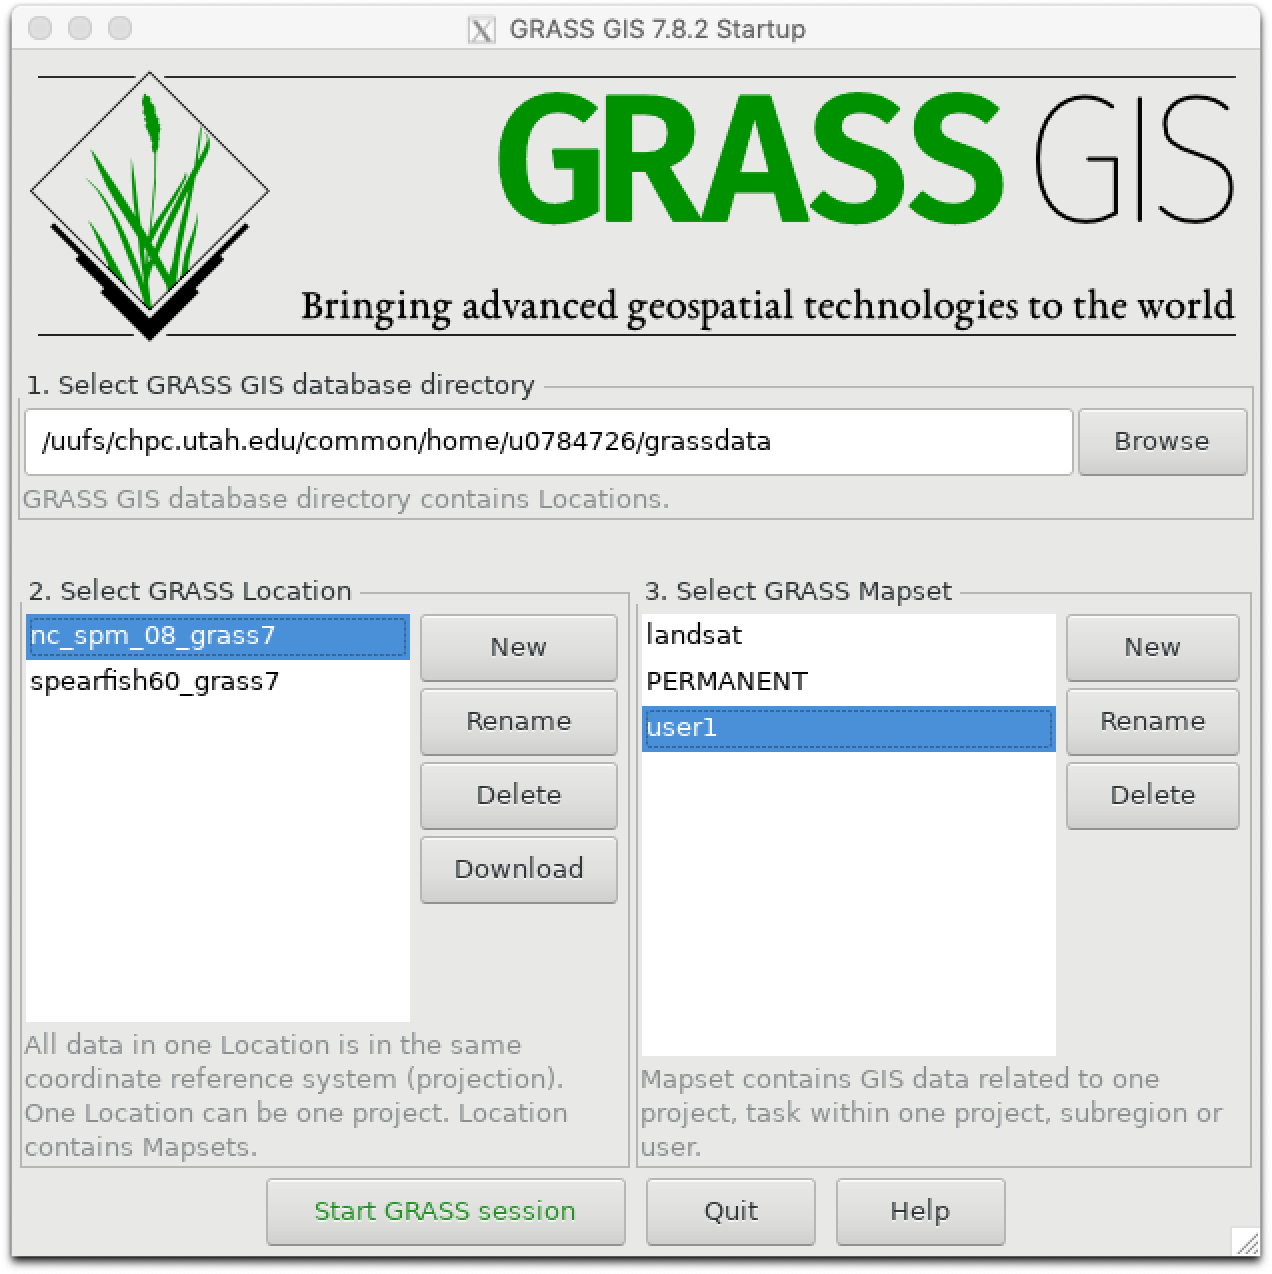 GRASS GIS 7.8.2 Startup
GRASS GIS
Bringing advanced geospatial technologies to the world
1. Select GRASS GIS database directory
/uufs/chpc.utah.edu/common/home/u0784726/grassdata
Browse
GRASS GIS database directory contains Locations.
2. Select GRASS Location
nc_spm_08_grass7
spearfish60_grass7
New
Rename
Delete
Download
All data in one Location is in the same
coordinate reference system (projection).
One Location can be one project. Location
contains Mapsets.
3. Select GRASS Mapset
landsat
PERMANENT
user1
New
Rename
Delete
Mapset contains GIS data related to one
project, task within one project, subregion or
user.
Start GRASS session
Quit
Help